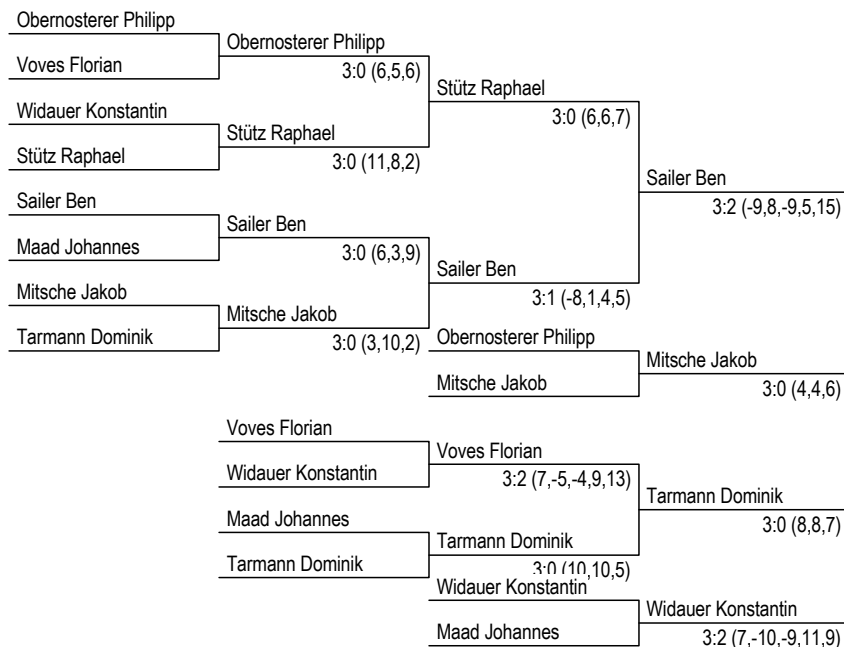 Obernosterer Philipp
Obernosterer Philipp
Voves Florian
3:0 (6,5,6)
Stütz Raphael
Widauer Konstantin
3:0 (6,6,7)
Stütz Raphael
Stütz Raphael
3:0 (11,8,2)
Sailer Ben
Sailer Ben
3:2 (-9,8,-9,5,15)
Sailer Ben
Maad Johannes
3:0 (6,3,9)
Sailer Ben
Mitsche Jakob
3:1 (-8,1,4,5)
Mitsche Jakob
Tarmann Dominik
3:0 (3,10,2)
Obernosterer Philipp
Mitsche Jakob
Mitsche Jakob
3:0 (4,4,6)
Voves Florian
Voves Florian
Widauer Konstantin
3:2 (7,-5,-4,9,13)
Tarmann Dominik
Maad Johannes
3:0 (8,8,7)
Tarmann Dominik
Tarmann Dominik
3:0 (10,10,5)
Widauer Konstantin
Widauer Konstantin
Maad Johannes
3:2 (7,-10,-9,11,9)